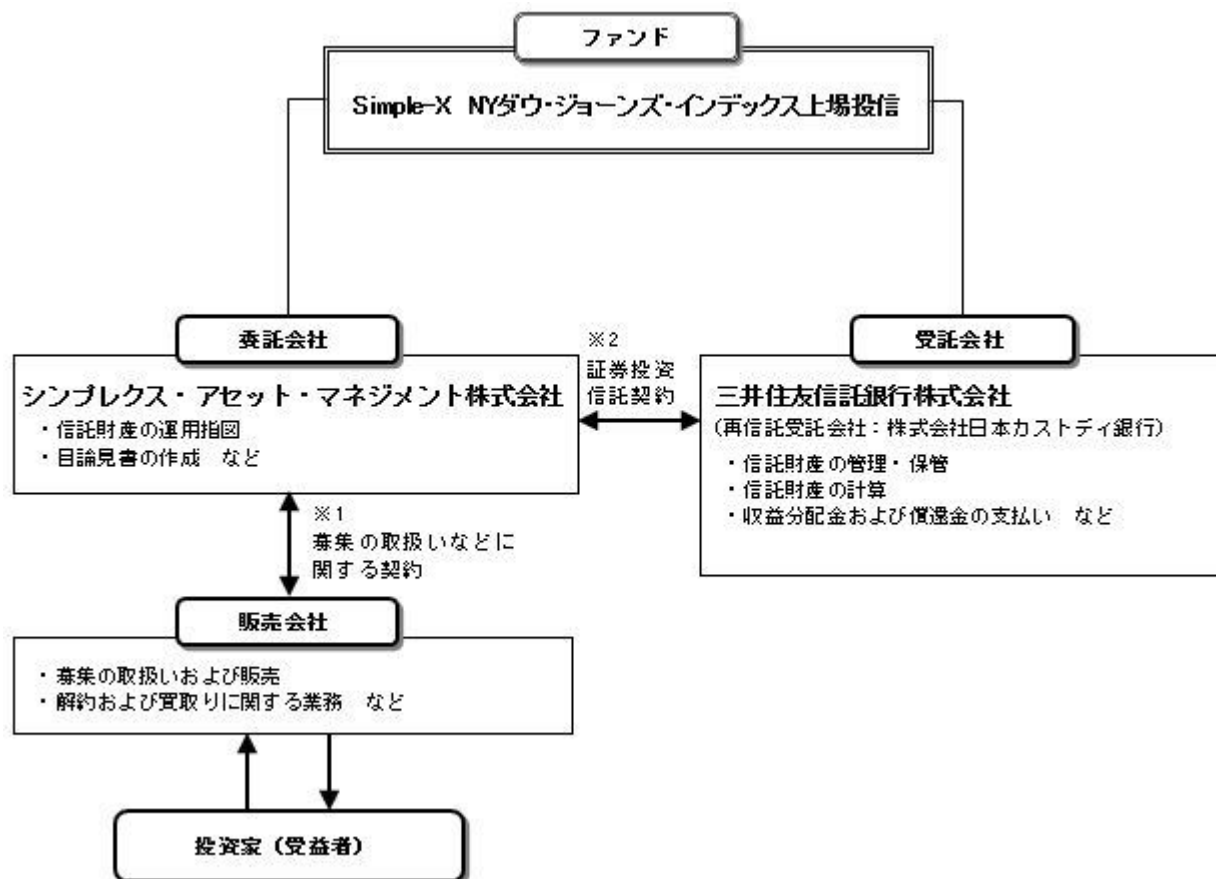 ファンド
Simple-X NYダウ・ジョーンズ・インデックス上場投信
委託会社
シンプレクス・アセット・マネジメント株式会社
・信託財産の運用指図
・目論見書の作成 など
※2
証券投資
信託契約
受託会社
三井住友信託銀行株式会社
(再信託受託会社:株式会社日本カストディ銀行)
・信託財産の管理・保管
・信託財産の計算
・収益分配金および償還金の支払い など
※1
募集の取扱いなどに
関する契約
販売会社
・募集の取扱いおよび販売
・解約および買取りに関する業務 など
投資家(受益者)